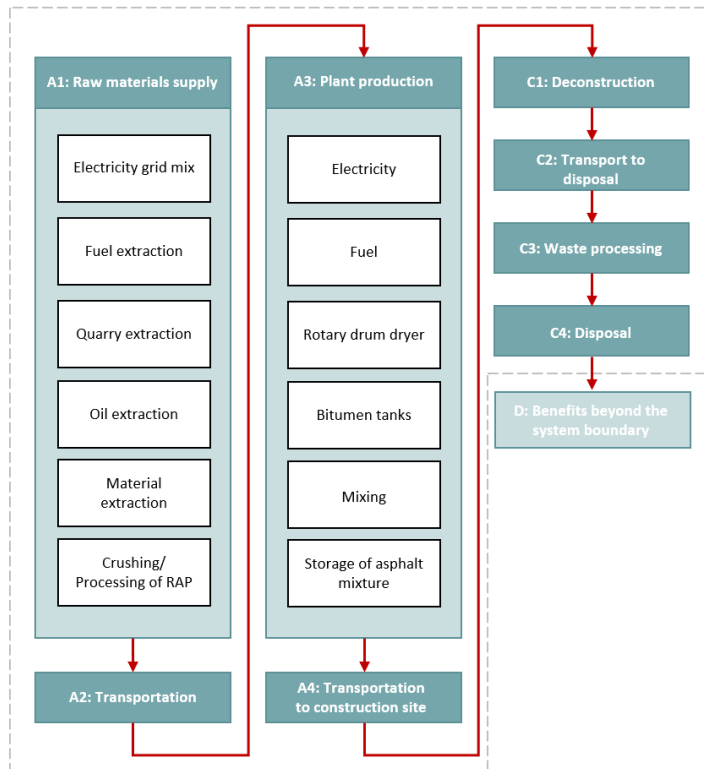 A1: Raw materials supply
Electricity grid mix
Fuel extraction
Quarry extraction
Oil extraction
Material
extraction
Crushing/
Processing of RAP
A2: Transportation
A3: Plant production
Electricity
Fuel
Rotary drum dryer
Bitumen tanks
Mixing
Storage of asphalt
mixture
A4: Transportation
to construction site
C1: Deconstruction
C2: Transport to
disposal
C3: Waste processing
C4: Disposal
D: Benefits beyond the
system boundary